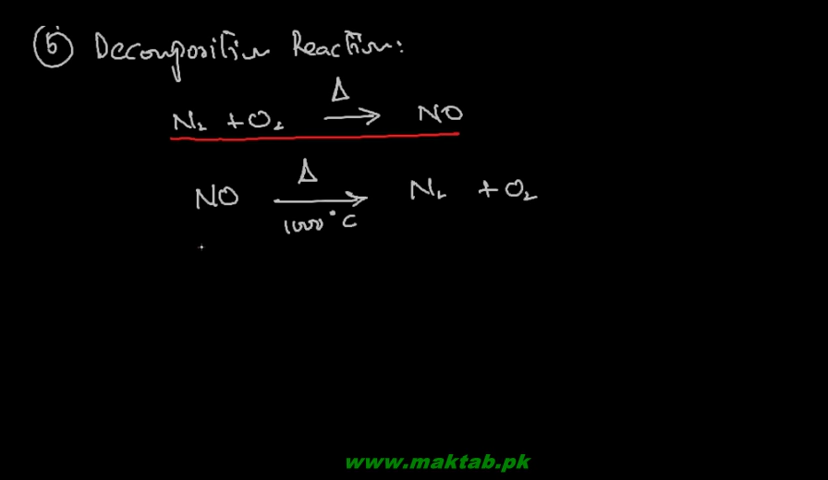 ⑤ Decomposition Reaction:
N₂ + O₂ Δ → NO
NO Δ → 1000°C N₂ + O₂
www.maktab.pk